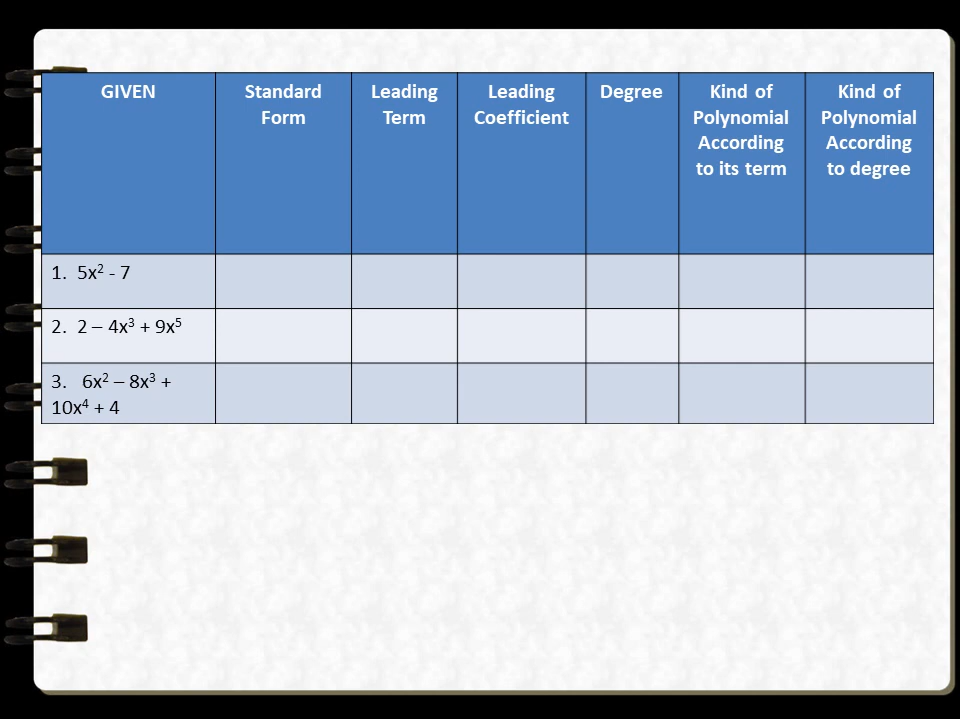 GIVEN
Standard
Form
Leading
Term
Leading
Coefficient
Degree
Kind of
Polynomial
According
to its term
Kind of
Polynomial
According
to degree
1. 5x² - 7
2. 2 – 4x³ + 9x⁵
3. 6x² – 8x³ +
10x⁴ + 4